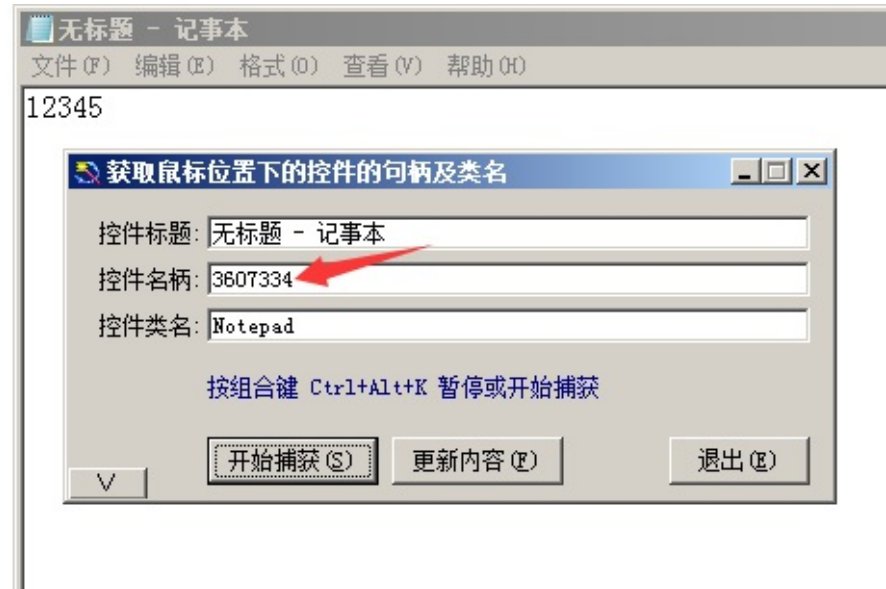 无标题 - 记事本
文件(F) 编辑(E) 格式(O) 查看(V) 帮助(H)
12345
获取鼠标位置下的控件的句柄及类名
控件标题: 无标题 - 记事本
控件名柄: 3607334
控件类名: Notepad
按组合键 Ctrl+Alt+K 暂停或开始捕获
开始捕获(S) 更新内容(F) 退出(E)
\/